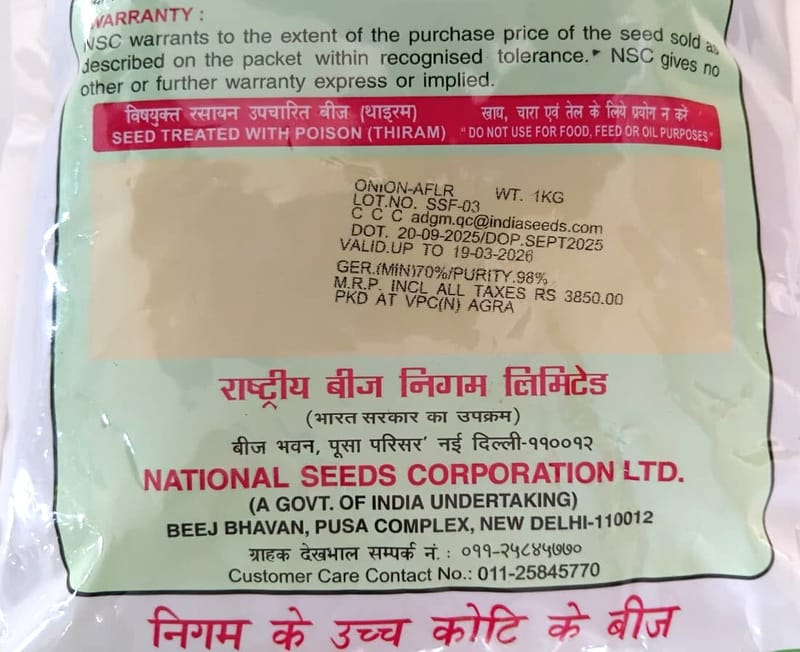 WARRANTY :
NSC warrants to the extent of the purchase price of the seed sold as
described on the packet within recognised tolerance. NSC gives no
other or further warranty express or implied.
विषयुक्त रसायन उपचारित बीज (थाइरम)
SEED TREATED WITH POISON (THIRAM)
खाद्य, चारा एवं तेल के लिये प्रयोग न करें
"DO NOT USE FOR FOOD, FEED OR OIL PURPOSES"
ONION-AFLR WT. 1KG
LOT.NO. SSF-03
C C C adgm.qc@indiaseeds.com
DOT. 20-09-2025/DOP.SEPT2025
VALID.UP TO 19-03-2026
GER.(MIN)70%/PURITY.98%
M.R.P. INCL ALL TAXES RS 3850.00
PKD AT VPC(N) AGRA
राष्ट्रीय बीज निगम लिमिटेड
(भारत सरकार का उपक्रम)
बीज भवन, पूसा परिसर' नई दिल्ली-११००१२
NATIONAL SEEDS CORPORATION LTD.
(A GOVT. OF INDIA UNDERTAKING)
BEEJ BHAVAN, PUSA COMPLEX, NEW DELHI-110012
ग्राहक देखभाल सम्पर्क नं. : ०११-२५८४५७७०
Customer Care Contact No.: 011-25845770
निगम के उच्च कोटि के बीज